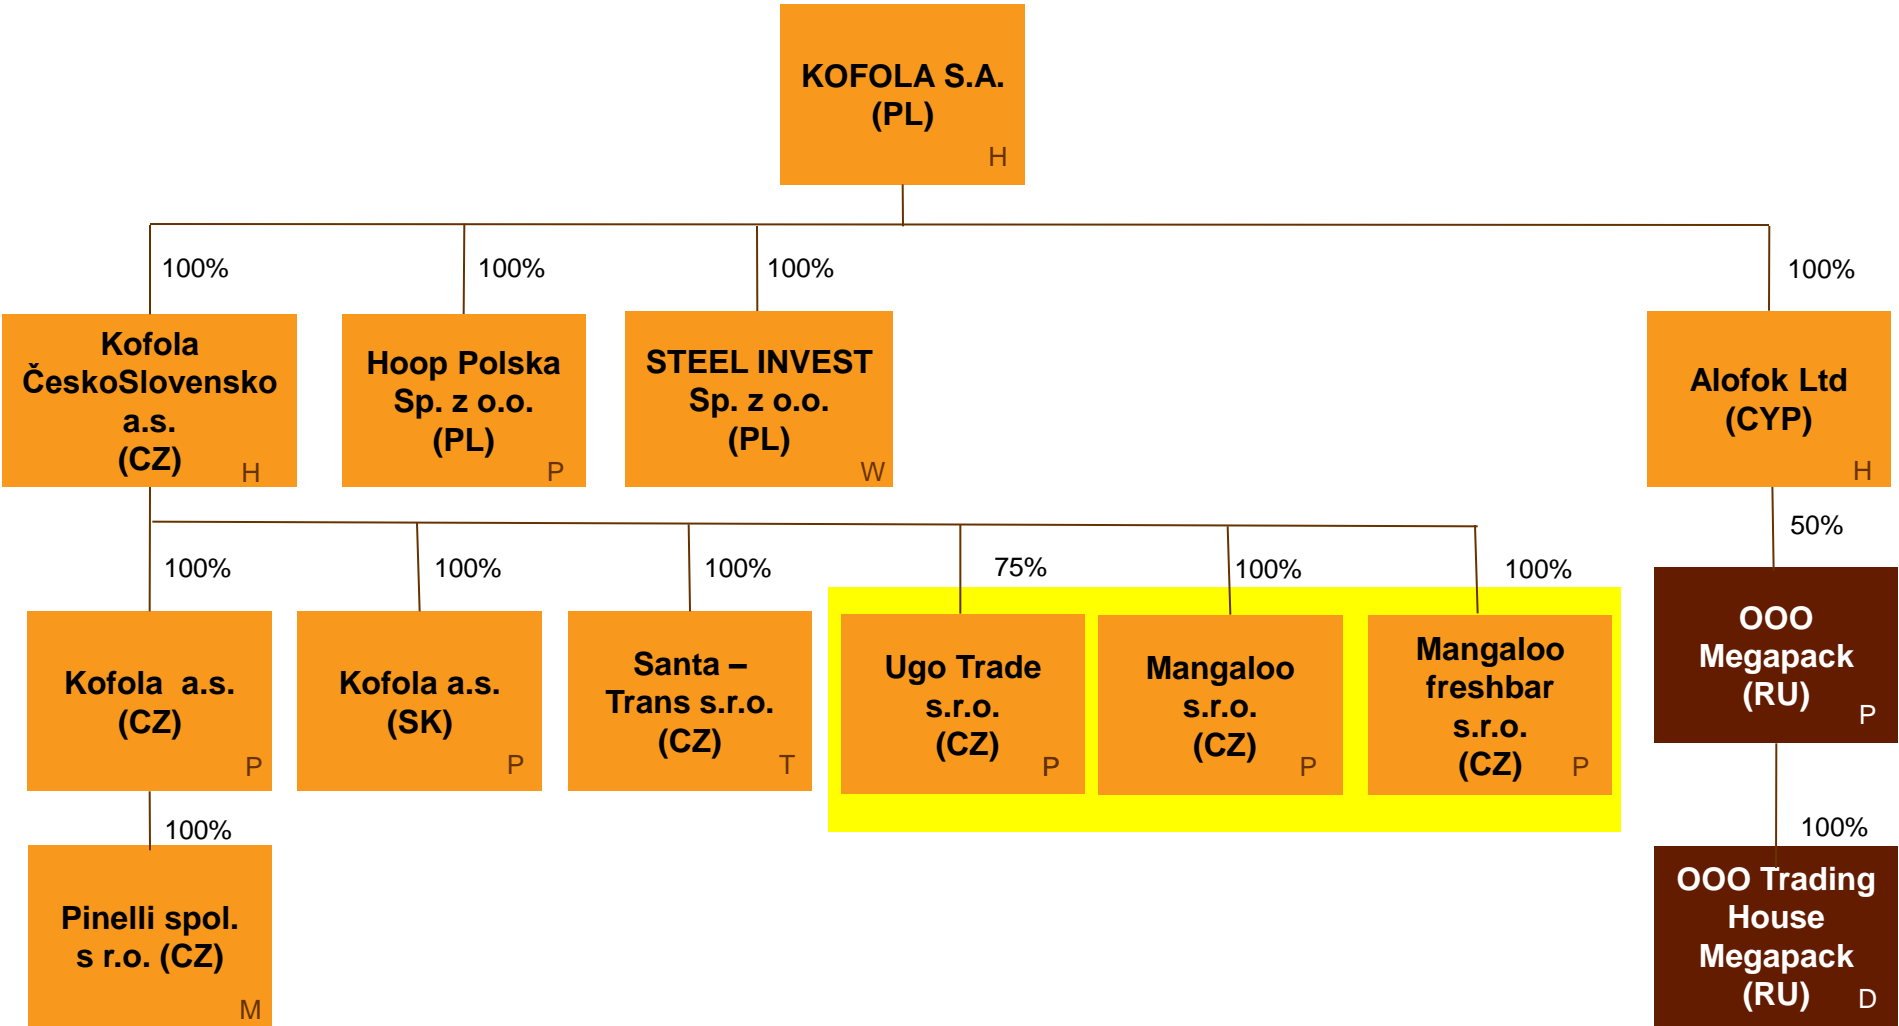 KOFOLA S.A.
(PL)
H
100%
100%
100%
100%
Kofola
ČeskoSlovensko
a.s.
(CZ)
H
Hoop Polska
Sp. z o.o.
(PL)
P
STEEL INVEST
Sp. z o.o.
(PL)
W
Alofok Ltd
(CYP)
H
100%
100%
100%
75%
100%
100%
50%
Kofola a.s.
(CZ)
P
Kofola a.s.
(SK)
P
Santa –
Trans s.r.o.
(CZ)
T
Ugo Trade
s.r.o.
(CZ)
P
Mangaloo
s.r.o.
(CZ)
P
Mangaloo
freshbar
s.r.o.
(CZ)
P
OOO
Megapack
(RU)
P
100%
100%
Pinelli spol.
s r.o. (CZ)
M
OOO Trading
House
Megapack
(RU)
D